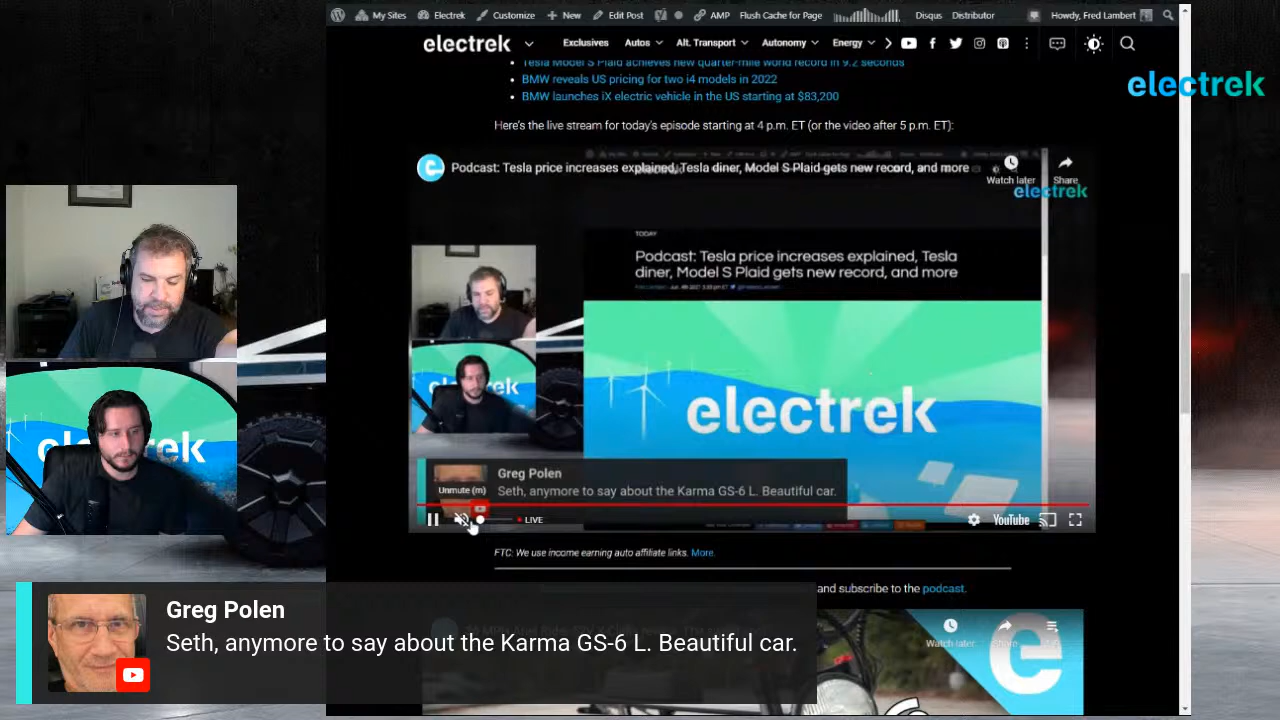 My Sites Electrek Customize New Edit Post AMP Flush Cache for Page Disqus Distributor Howdy, Fred Lambert
electrek Exclusives Autos Alt. Transport Autonomy Energy
Tesla Model S Plaid achieves new quarter-mile world record in 9.2 seconds
BMW reveals US pricing for two i4 models in 2022
BMW launches iX electric vehicle in the US starting at $83,200
electrek
Here's the live stream for today's episode starting at 4 p.m. ET (or the video after 5 p.m. ET):
Podcast: Tesla price increases explained, Tesla diner, Model S Plaid gets new record, and more
Watch later Share
electrek
TODAY
Podcast: Tesla price increases explained, Tesla
diner, Model S Plaid gets new record, and more
electrek
Greg Polen
Seth, anymore to say about the Karma GS-6 L. Beautiful car.
Unmute (m)
LIVE YouTube
FTC: We use income earning auto affiliate links. More.
and subscribe to the podcast.
Watch later Share
Greg Polen
Seth, anymore to say about the Karma GS-6 L. Beautiful car.